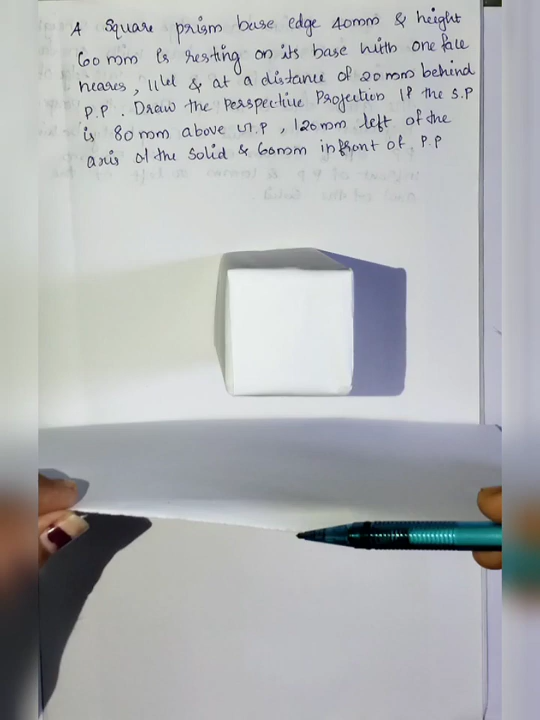 A Square prism base edge 40mm & height
60 mm is resting on its base with one face
neares, 11lel & at a distance of 20 mm behind
P.P. Draw the Perspective Projection If the S.P
is 80 mm above G.P, 120mm left of the
axis of the Solid & 60mm infront of P.P